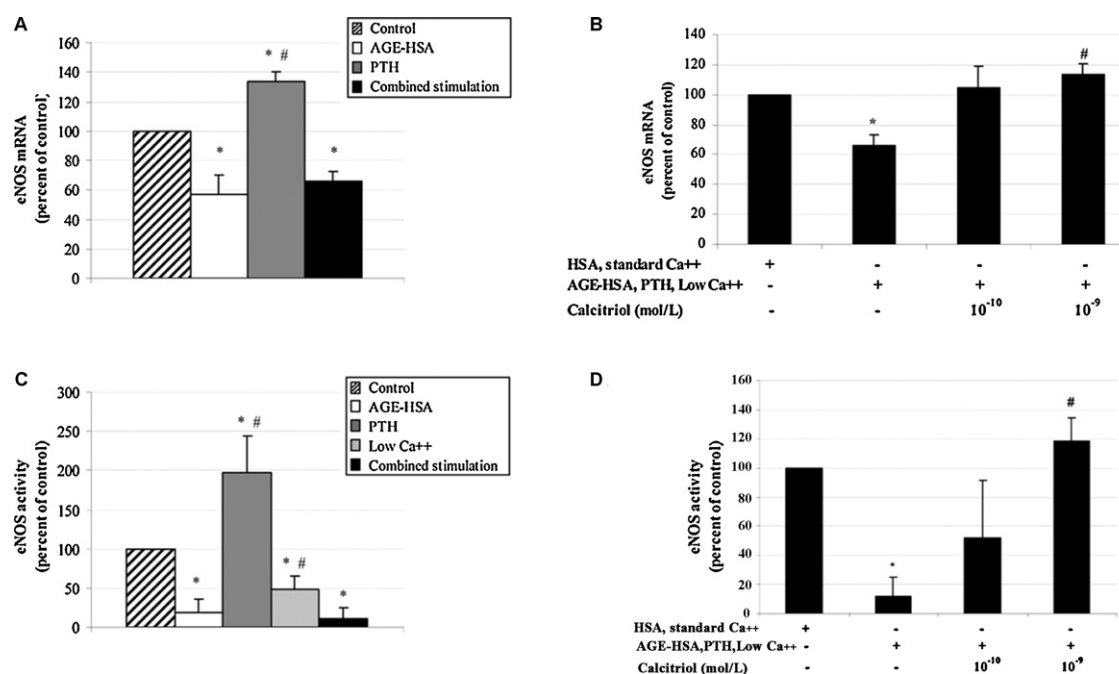 A
Control
AGE-HSA
PTH
Combined stimulation
eNOS mRNA
(percent of control)
160
140
120
100
80
60
40
20
0
*
* #
*
B
eNOS mRNA
(percent of control)
160
140
120
100
80
60
40
20
0
*
#
HSA, standard Ca++ + - - -
AGE-HSA, PTH, Low Ca++ - + + +
Calcitriol (mol/L) - - 10⁻¹⁰ 10⁻⁹
C
Control
AGE-HSA
PTH
Low Ca++
Combined stimulation
eNOS activity
(percent of control)
300
250
200
150
100
50
0
*
* #
* #
*
D
eNOS activity
(percent of control)
160
140
120
100
80
60
40
20
0
*
#
HSA, standard Ca++ + - - -
AGE-HSA,PTH,Low Ca++ - + + +
Calcitriol (mol/L) - - 10⁻¹⁰ 10⁻⁹